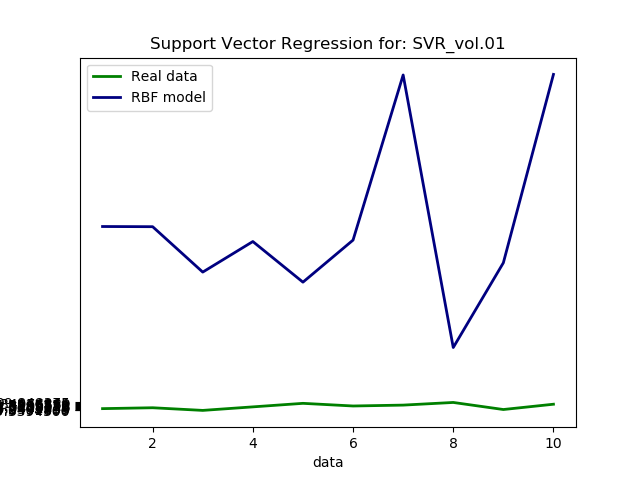 Support Vector Regression for: SVR_vol.01
Real data
RBF model
2
4
6
8
10
data